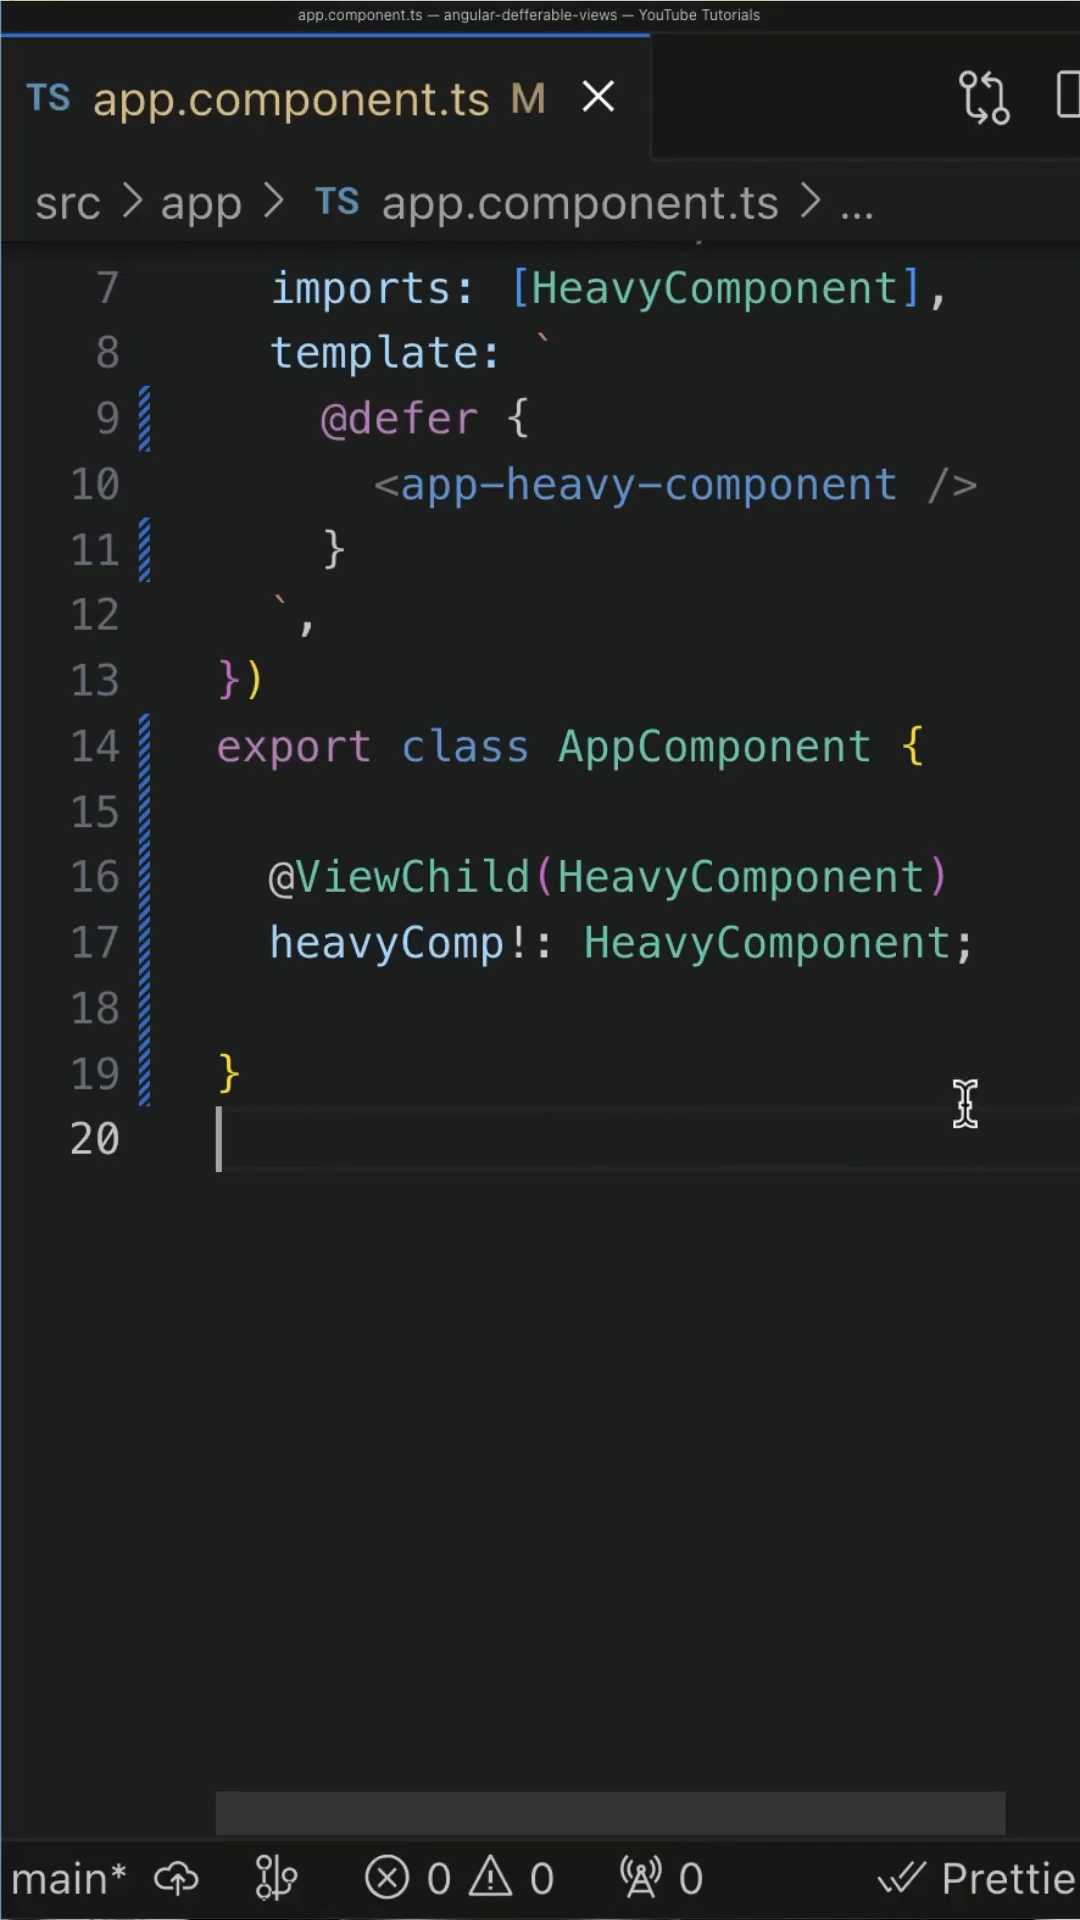 app.component.ts — angular-defferable-views — YouTube Tutorials
TS app.component.ts M
src > app > TS app.component.ts > ...
7 imports: [HeavyComponent],
8 template: `
9 @defer {
10 <app-heavy-component />
11 }
12 `,
13 })
14 export class AppComponent {
15
16 @ViewChild(HeavyComponent)
17 heavyComp!: HeavyComponent;
18
19 }
20
main* 0 0 0 Prettie